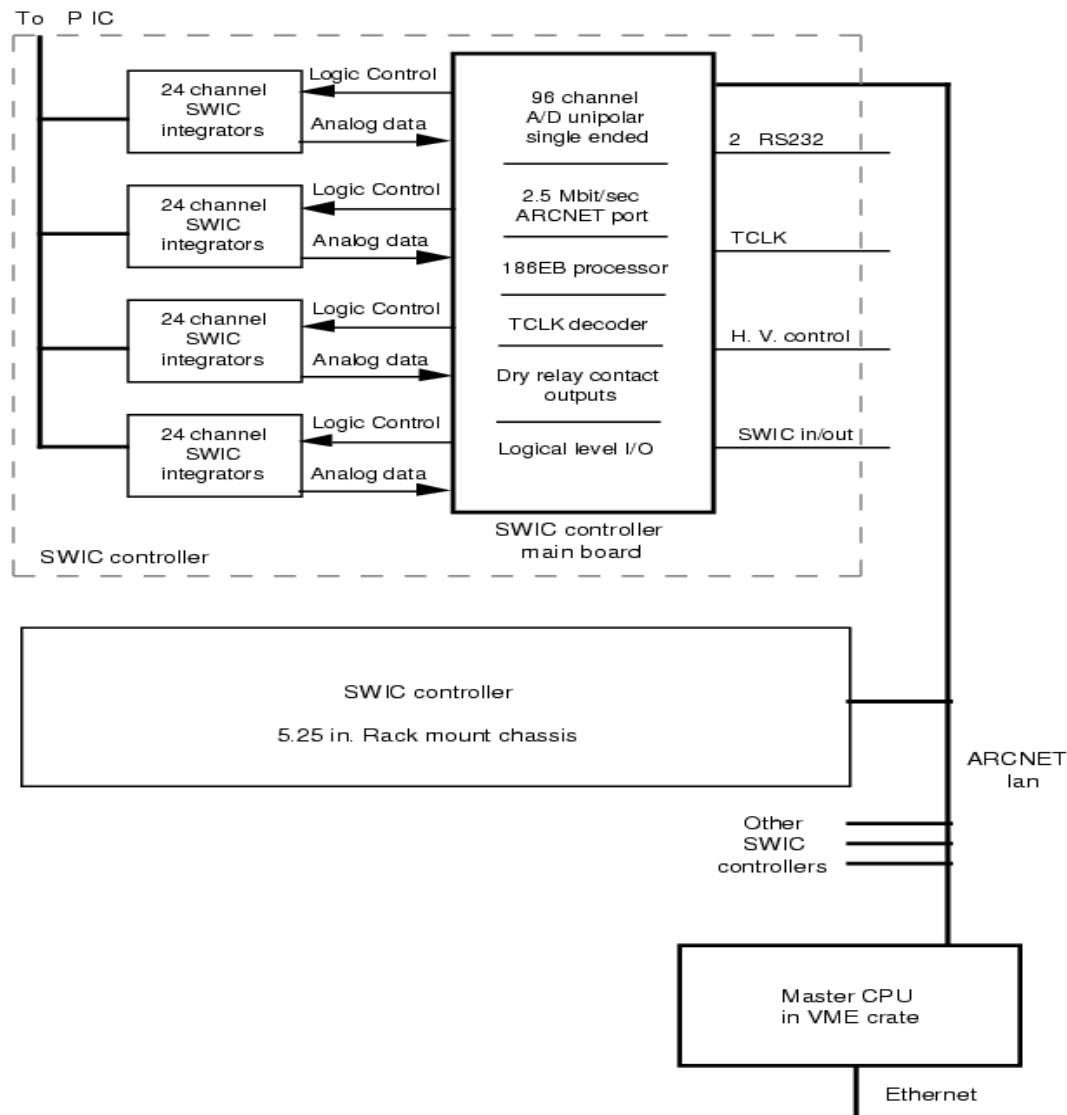 To PIC
24 channel
SWIC
integrators
Logic Control
Analog data
24 channel
SWIC
integrators
Logic Control
Analog data
24 channel
SWIC
integrators
Logic Control
Analog data
24 channel
SWIC
integrators
Logic Control
Analog data
96 channel
A/D unipolar
single ended
2.5 Mbit/sec
ARCNET port
186EB processor
TCLK decoder
Dry relay contact
outputs
Logical level I/O
SWIC controller
main board
2 RS232
TCLK
H. V. control
SWIC in/out
SWIC controller
SWIC controller
5.25 in. Rack mount chassis
ARCNET
lan
Other
SWIC
controllers
Master CPU
in VME crate
Ethernet